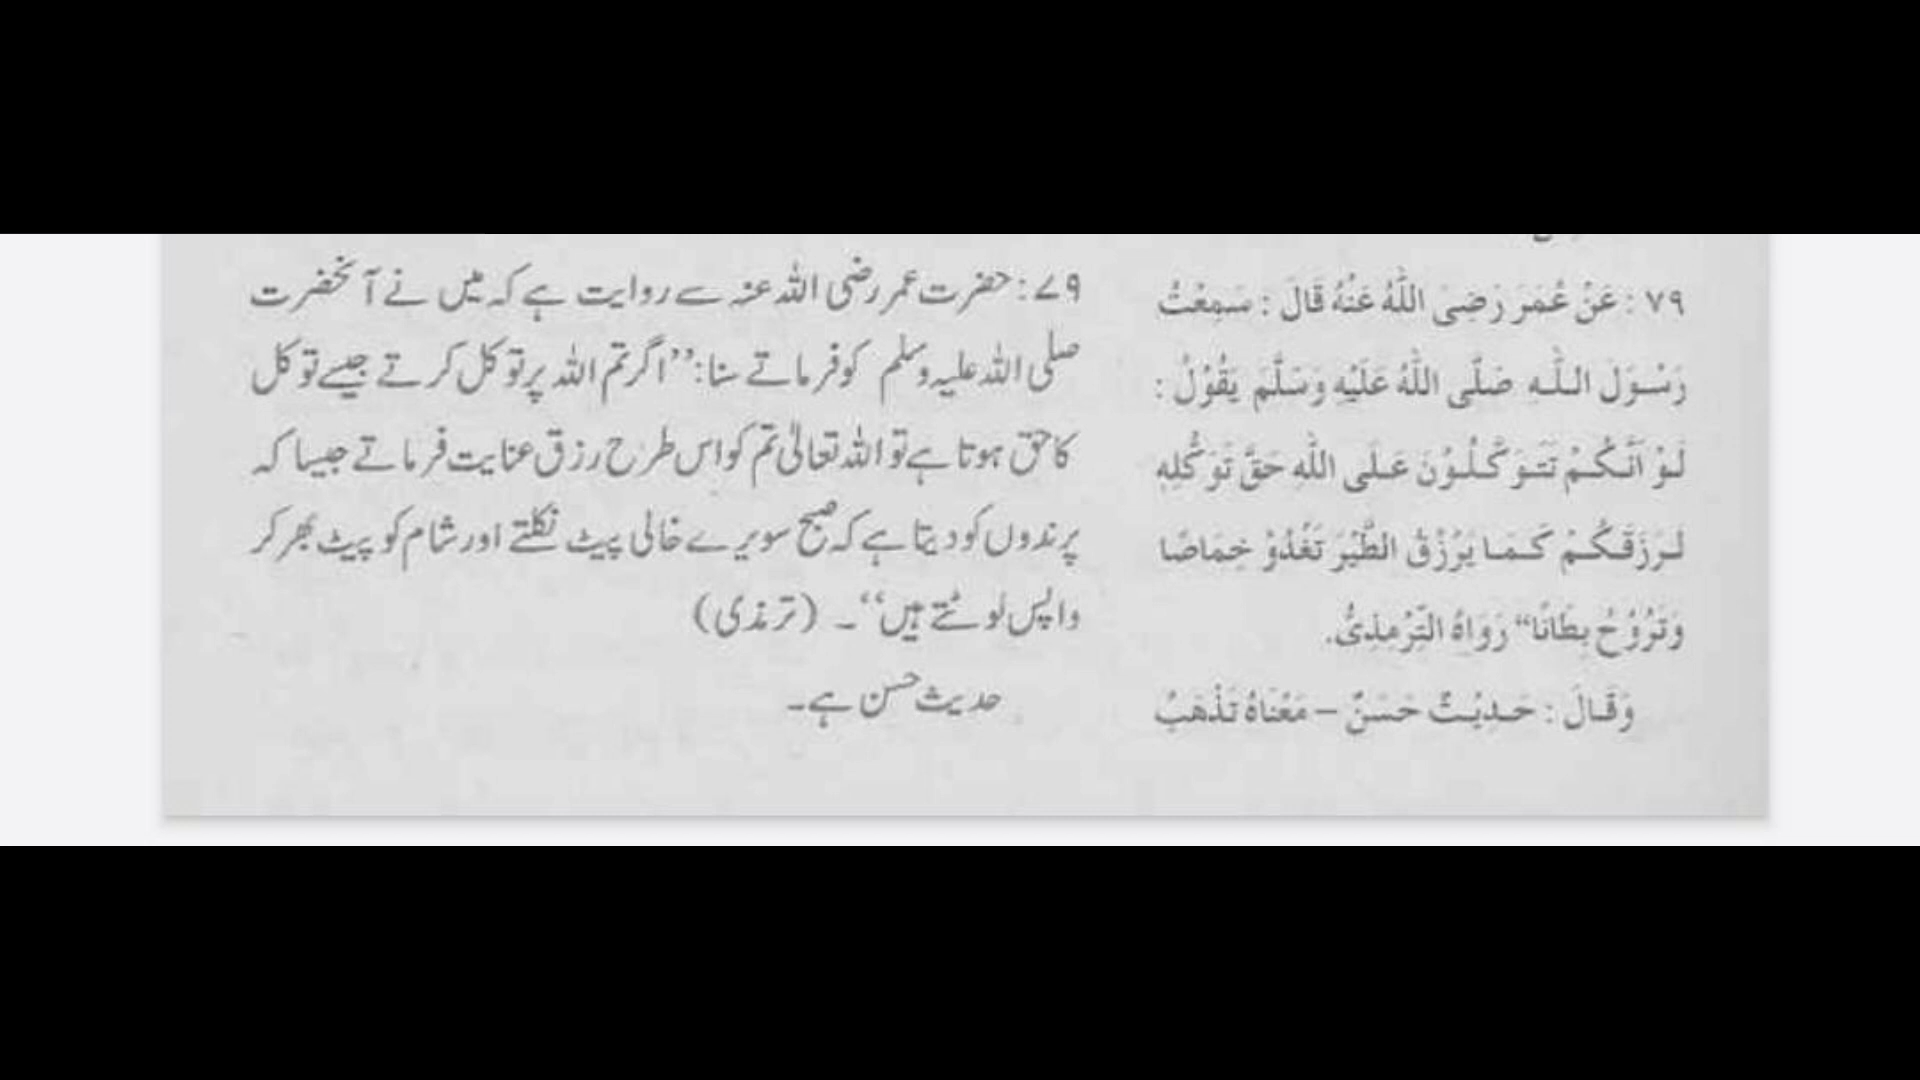 ٧٩ : عَنْ عُمَرَ رَضِیَ اللّٰهُ عَنْهُ قَالَ : سَمِعْتُ
رَسُوْلَ اللّٰهِ صَلَّی اللّٰهُ عَلَیْهِ وَسَلَّمَ یَقُوْلُ :
لَوْ اَنَّكُمْ تَتَوَكَّلُوْنَ عَلَی اللّٰهِ حَقَّ تَوَكُّلِهِ
لَرَزَقَكُمْ كَمَا یَرْزُقُ الطَّیْرَ تَغْدُوْ خِمَاصًا
وَتَرُوْحُ بِطَانًا“ رَوَاهُ التِّرْمِذِیُّ.
وَقَالَ : حَدِیْثٌ حَسَنٌ – مَعْنَاهُ تَذْهَبُ
۷۹: حضرت عمر رضی اللہ عنہ سے روایت ہے کہ میں نے آنحضرت
صلی اللہ علیہ وسلم کو فرماتے سنا: ’’اگر تم اللہ پر توکل کرتے جیسے توکل
کا حق ہوتا ہے تو اللہ تعالیٰ تم کو اس طرح رزق عنایت فرماتے جیسا کہ
پرندوں کو دیتا ہے کہ صبح سویرے خالی پیٹ نکلتے اور شام کو پیٹ بھر کر
واپس لوٹتے ہیں‘‘۔ (ترمذی)
حدیث حسن ہے۔